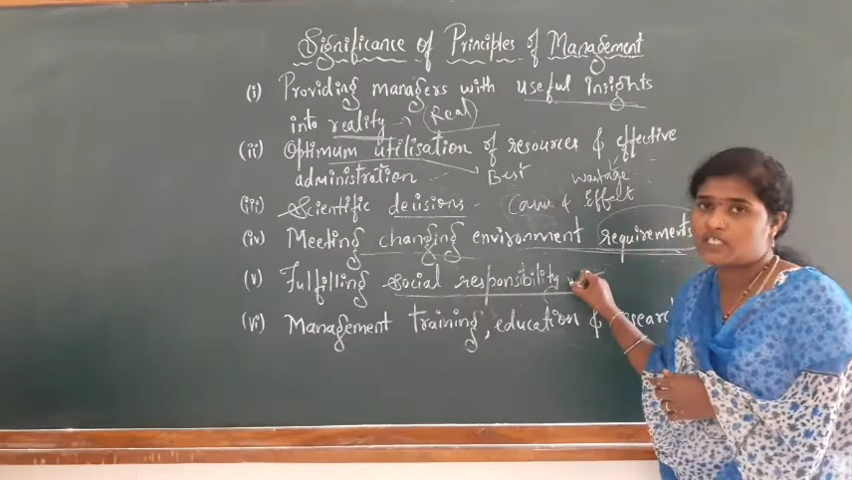 Significance of Principles of Management
(i) Providing managers with useful insights
into reality → (Real)
(ii) Optimum utilisation of resources & effective
administration Best wastage
(iii) Scientific decisions - Cause & Effect
(iv) Meeting changing environment requirements
(v) Fulfilling social responsibility
(vi) Management training, education & researc